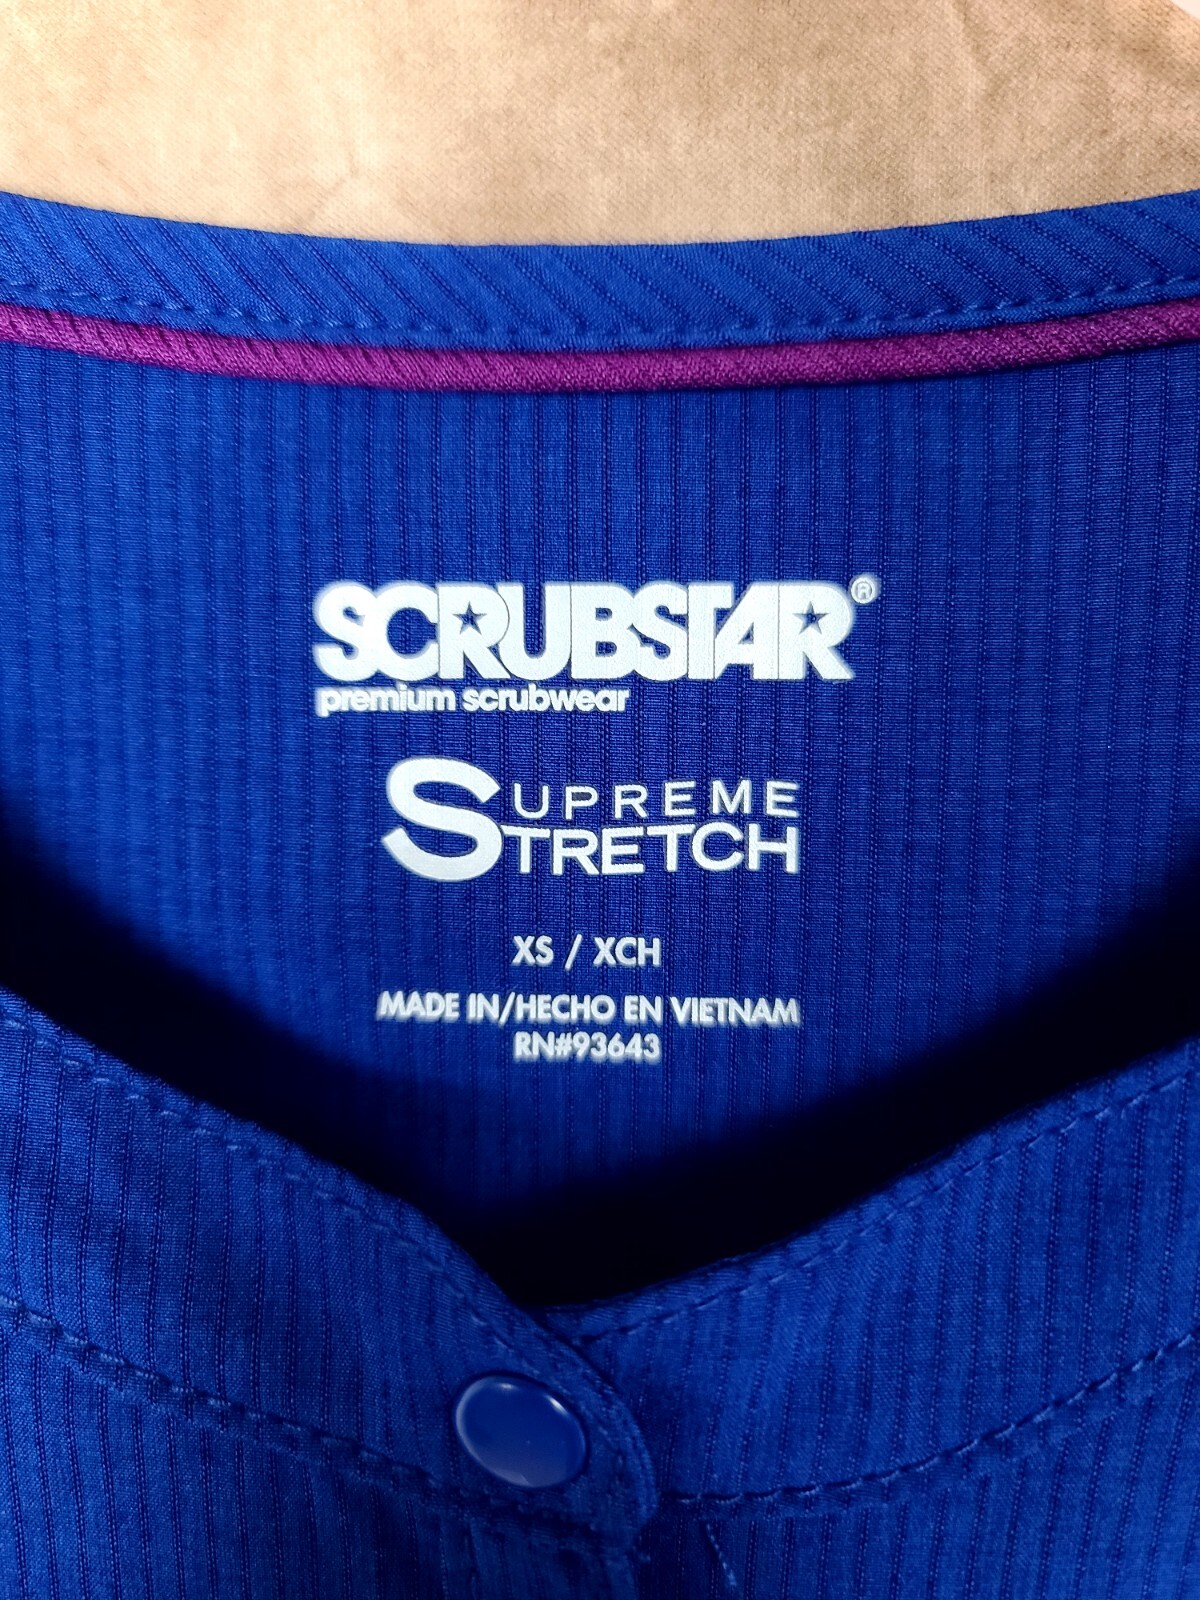 SCRUBSTAR®
premium scrubwear
SUPREME
STRETCH
XS / XCH
MADE IN/HECHO EN VIETNAM
RN#93643